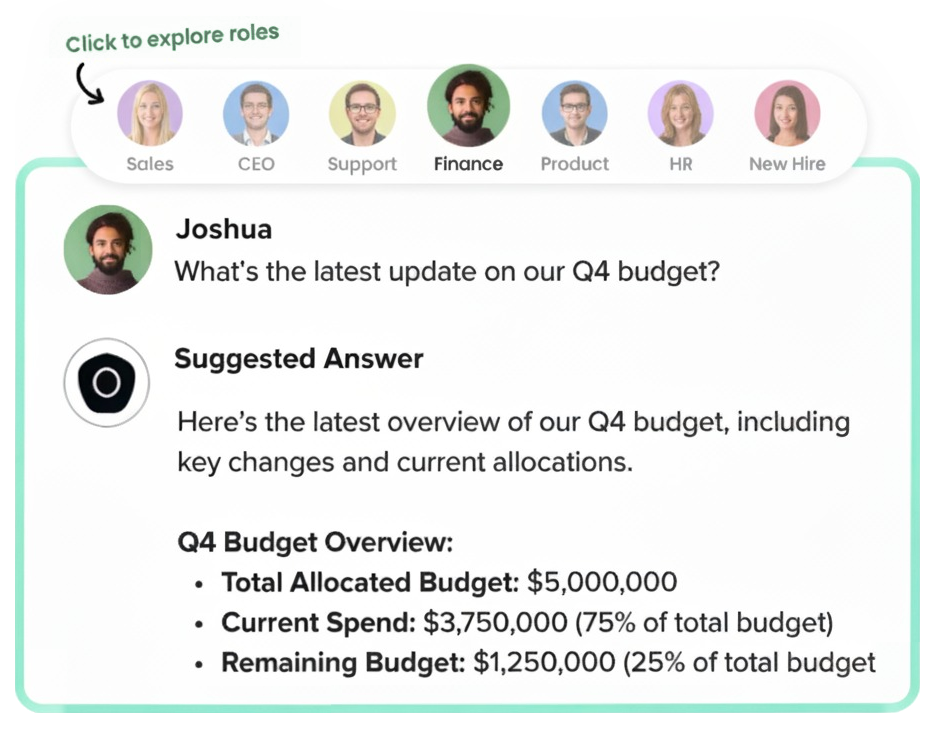 Click to explore roles
Sales CEO Support Finance Product HR New Hire
Joshua
What's the latest update on our Q4 budget?
Suggested Answer
Here's the latest overview of our Q4 budget, including
key changes and current allocations.
Q4 Budget Overview:
• Total Allocated Budget: $5,000,000
• Current Spend: $3,750,000 (75% of total budget)
• Remaining Budget: $1,250,000 (25% of total budget